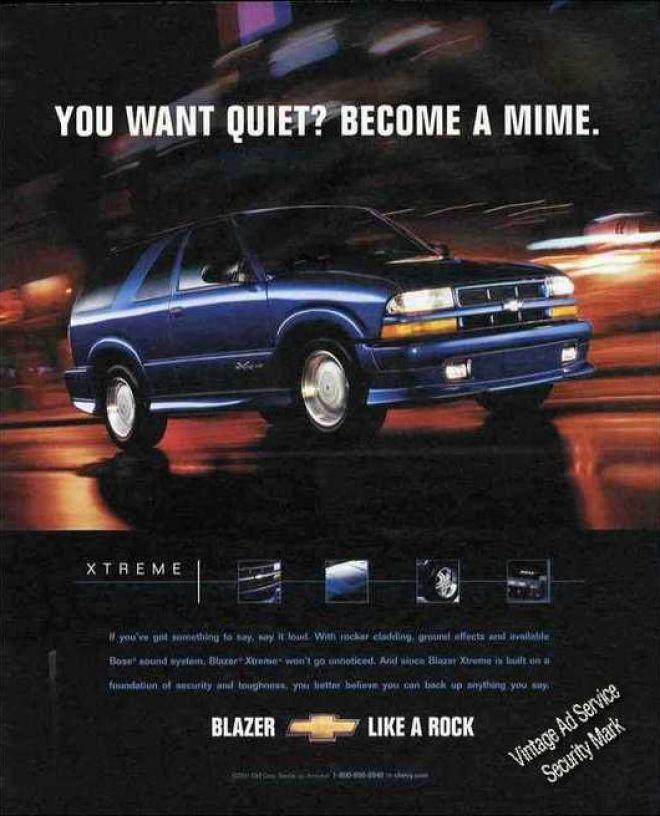 YOU WANT QUIET? BECOME A MIME.
Xtreme
XTREME
If you've got something to say, say it loud. With rocker cladding, ground effects and available
Bose® sound system, Blazer® Xtreme™ won't go unnoticed. And since Blazer Xtreme is built on a
foundation of security and toughness, you better believe you can back up anything you say.
BLAZER LIKE A ROCK
Vintage Ad Service
Security Mark